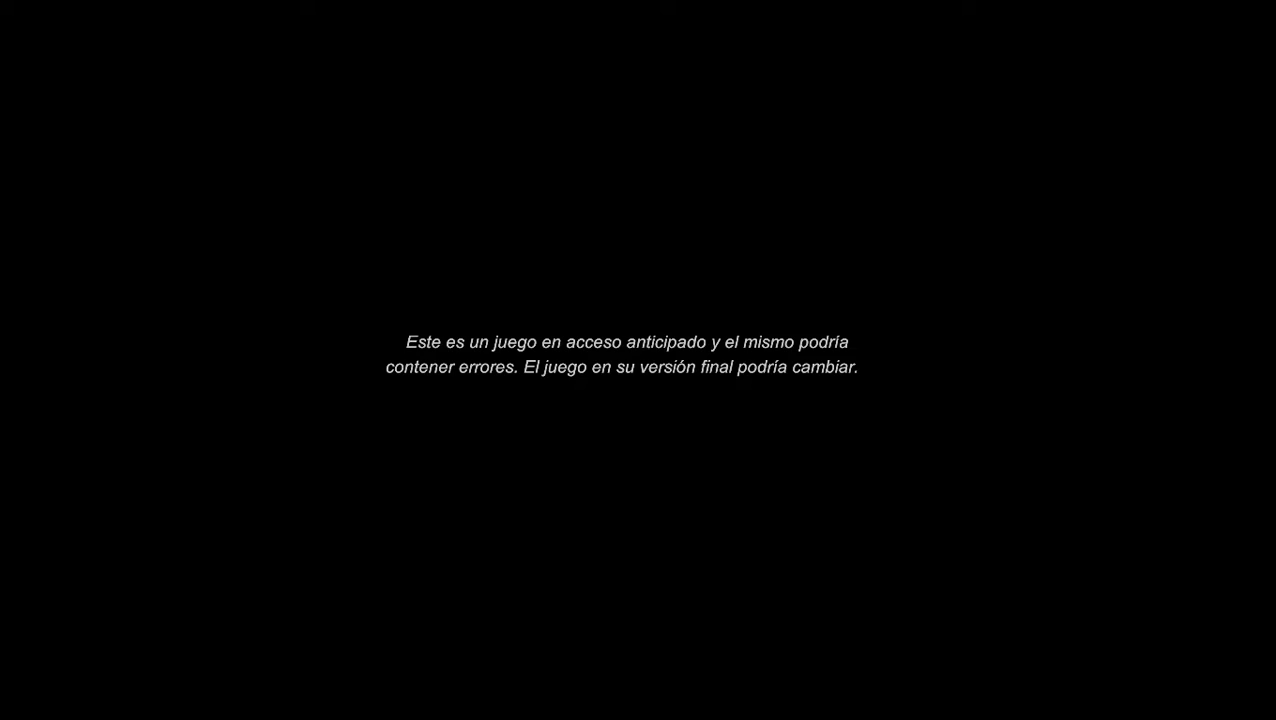 Este es un juego en acceso anticipado y el mismo podría
contener errores. El juego en su versión final podría cambiar.